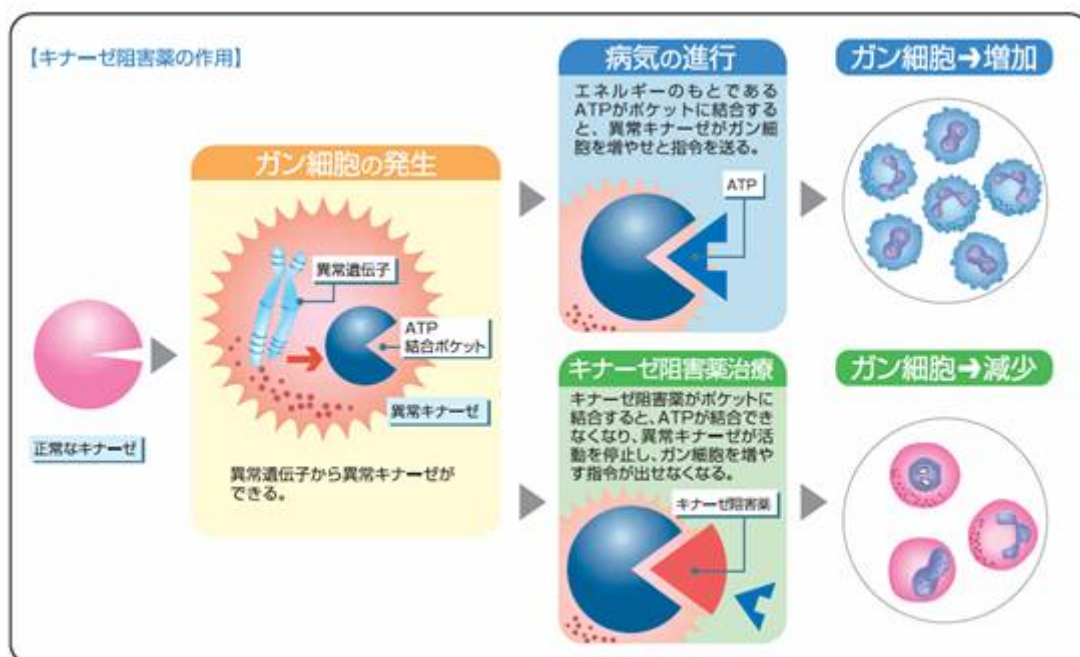 【キナーゼ阻害薬の作用】
正常なキナーゼ
ガン細胞の発生
異常遺伝子
ATP
結合ポケット
異常キナーゼ
異常遺伝子から異常キナーゼが
できる。
病気の進行
エネルギーのもとである
ATPがポケットに結合する
と、異常キナーゼがガン細
胞を増やせと指令を送る。
ATP
ガン細胞→増加
キナーゼ阻害薬治療
キナーゼ阻害薬がポケットに
結合すると、ATPが結合でき
なくなり、異常キナーゼが活
動を停止し、ガン細胞を増や
す指令が出せなくなる。
キナーゼ阻害薬
ガン細胞→減少